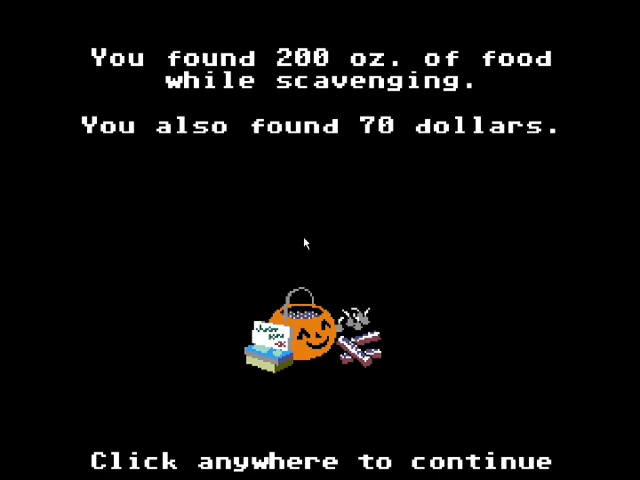 You found 200 oz. of food
while scavenging.
You also found 70 dollars.
Click anywhere to continue